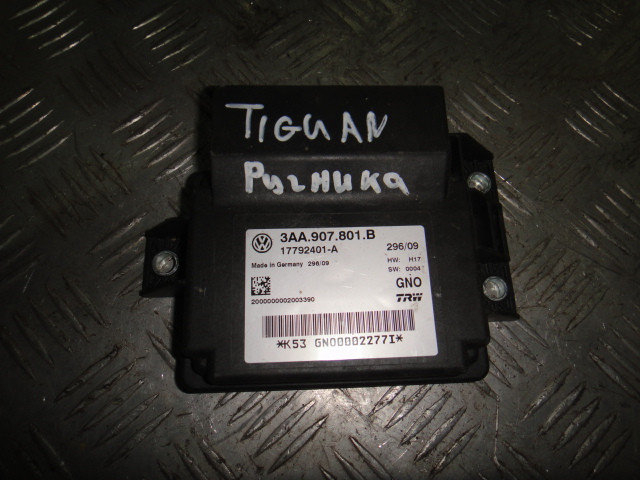 TIGUAN
Ручника
3AA.907.801.B
17792401-A 296/09
Made in Germany 296/09 HW: H17
SW: 0004
GNO
2000000002003390 TRW
*K53 GNO00022771*